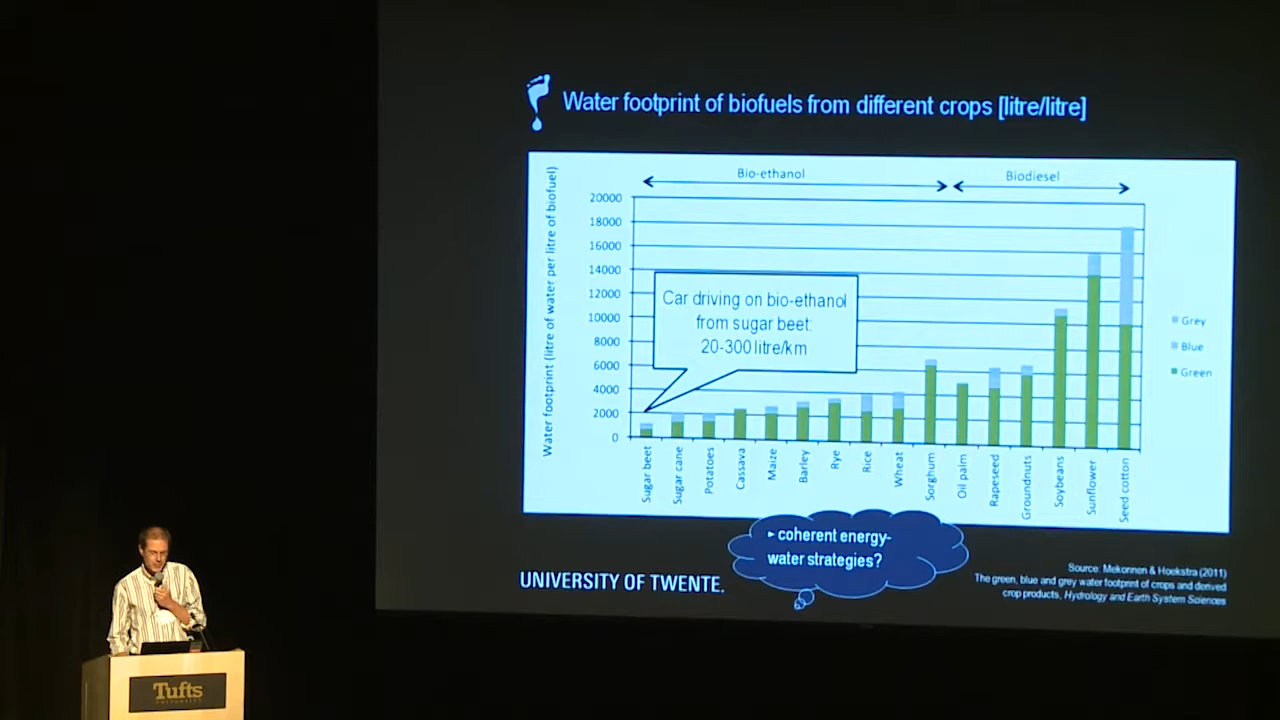 Water footprint of biofuels from different crops [litre/litre]
Bio-ethanol
Biodiesel
Water footprint (litre of water per litre of biofuel)
20000
18000
16000
14000
12000
10000
8000
6000
4000
2000
0
Car driving on bio-ethanol
from sugar beet:
20-300 litre/km
Grey
Blue
Green
Sugar beet
Sugar cane
Potatoes
Cassava
Maize
Barley
Rye
Rice
Wheat
Sorghum
Oil palm
Rapeseed
Groundnuts
Soybeans
Sunflower
Seed cotton
▸ coherent energy-
water strategies?
UNIVERSITY OF TWENTE.
Source: Mekonnen & Hoekstra (2011)
The green, blue and grey water footprint of crops and derived
crop products, Hydrology and Earth System Sciences
Tufts
UNIVERSITY